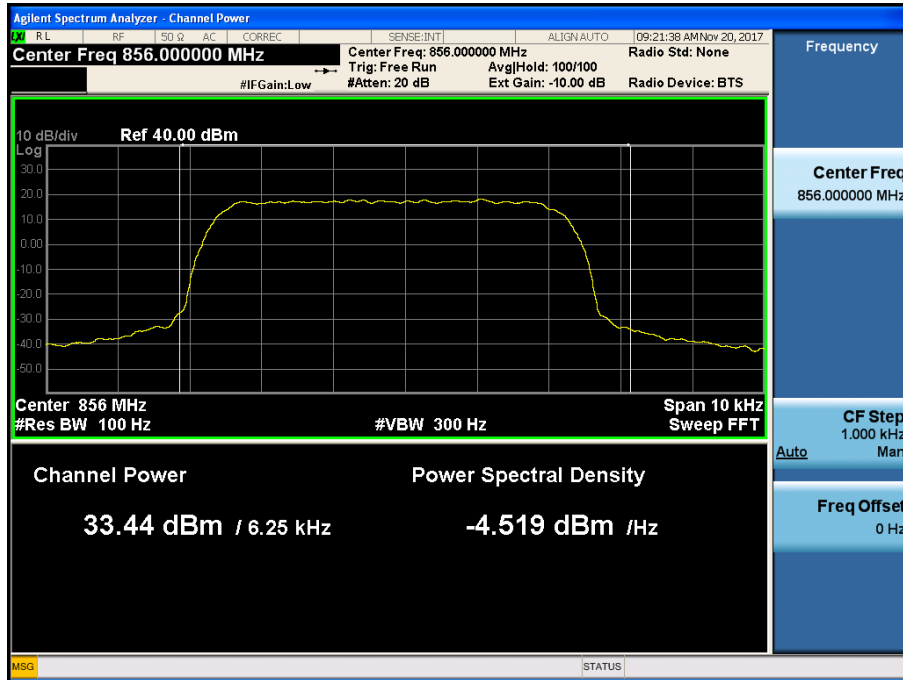 Agilent Spectrum Analyzer - Channel Power
LXI RL RF 50 Ω AC CORREC SENSE:INT ALIGN AUTO 09:21:38 AM Nov 20, 2017
Center Freq 856.000000 MHz
Center Freq: 856.000000 MHz Radio Std: None
Trig: Free Run Avg|Hold: 100/100
#IFGain:Low #Atten: 20 dB Ext Gain: -10.00 dB Radio Device: BTS
10 dB/div Ref 40.00 dBm
Log
30.0
20.0
10.0
0.00
-10.0
-20.0
-30.0
-40.0
-50.0
Center 856 MHz Span 10 kHz
#Res BW 100 Hz #VBW 300 Hz Sweep FFT
Channel Power Power Spectral Density
33.44 dBm / 6.25 kHz -4.519 dBm /Hz
MSG STATUS
Frequency
Center Freq
856.000000 MHz
CF Step
1.000 kHz
Auto Man
Freq Offset
0 Hz